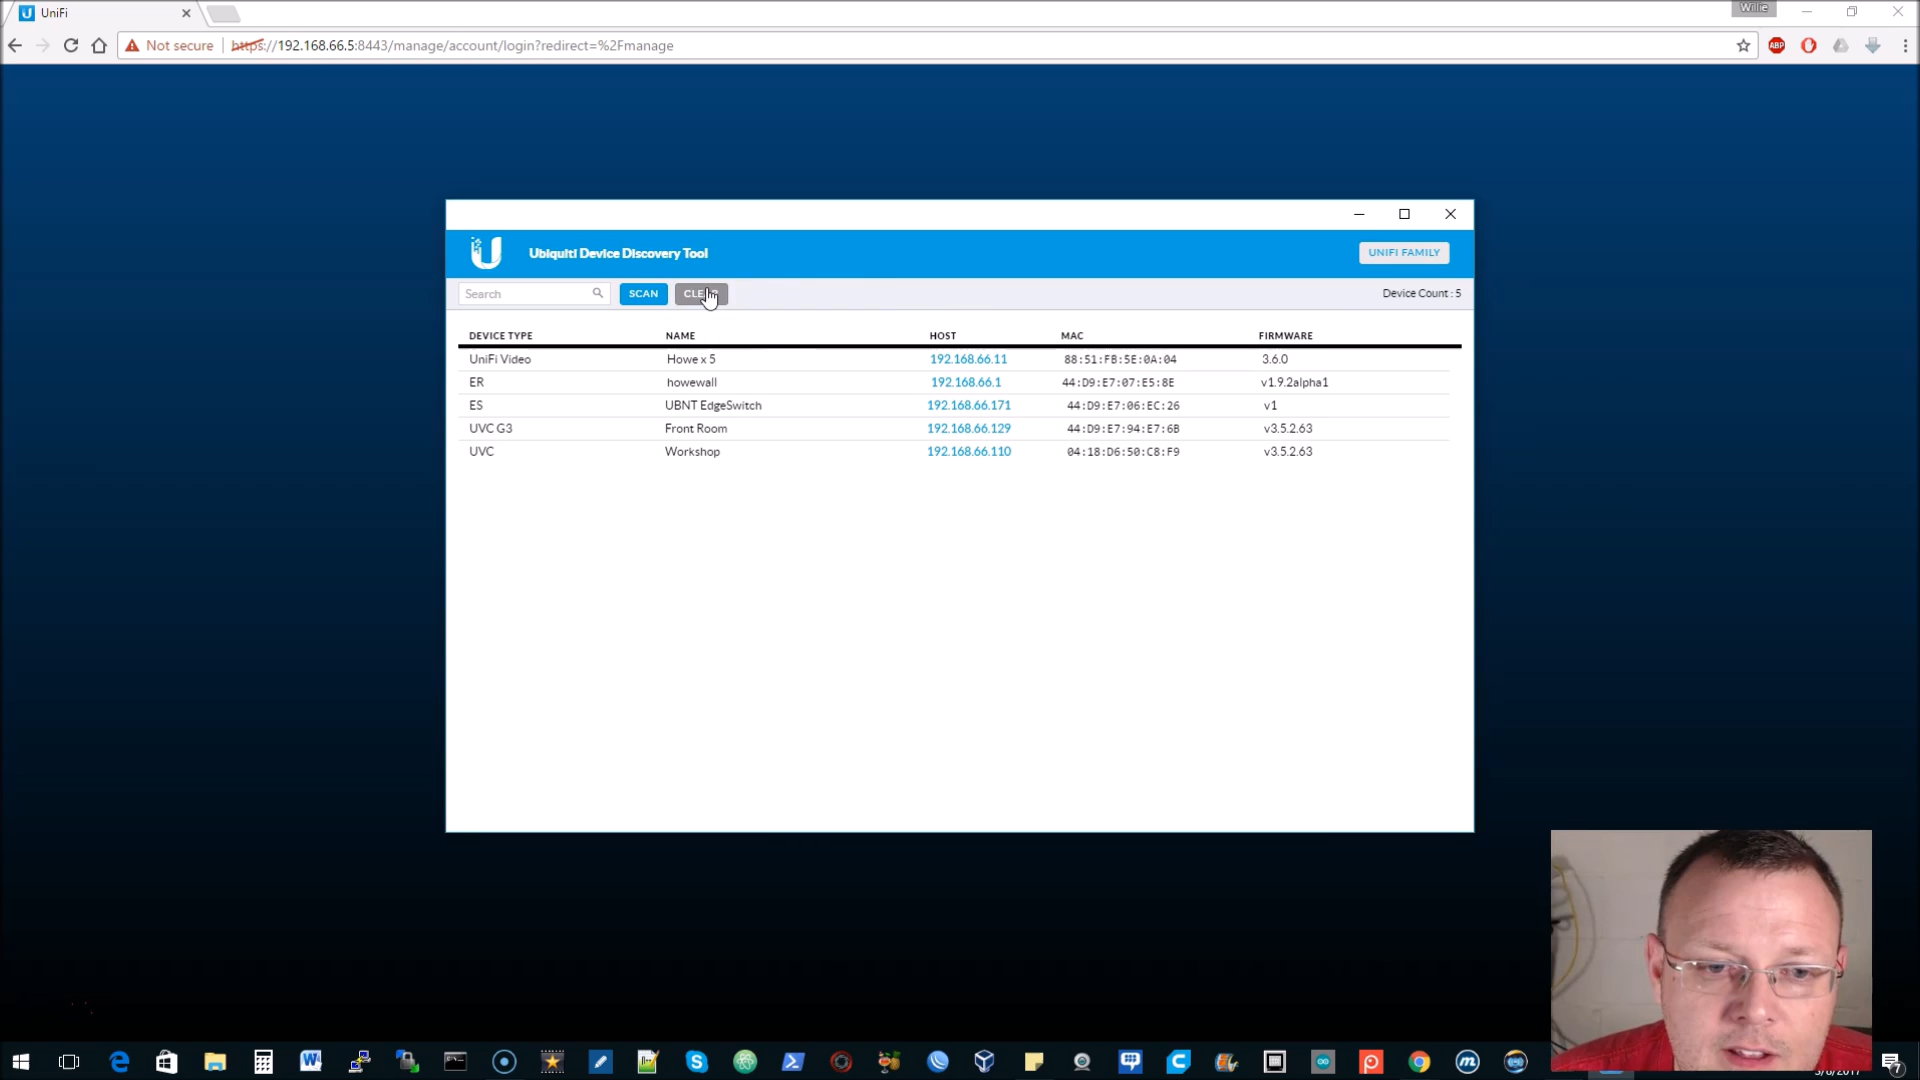 UniFi
Willie
Not secure https://192.168.66.5:8443/manage/account/login?redirect=%2Fmanage
ABP
Ubiquiti Device Discovery Tool
UNIFI FAMILY
Search
SCAN
Device Count : 5
DEVICE TYPE NAME HOST MAC FIRMWARE
UniFi Video Howe x 5 192.168.66.11 88:51:FB:5E:0A:04 3.6.0
ER howewall 192.168.66.1 44:D9:E7:07:E5:8E v1.9.2alpha1
ES UBNT EdgeSwitch 192.168.66.171 44:D9:E7:06:EC:26 v1
UVC G3 Front Room 192.168.66.129 44:D9:E7:94:E7:6B v3.5.2.63
UVC Workshop 192.168.66.110 04:18:D6:50:C8:F9 v3.5.2.63
7